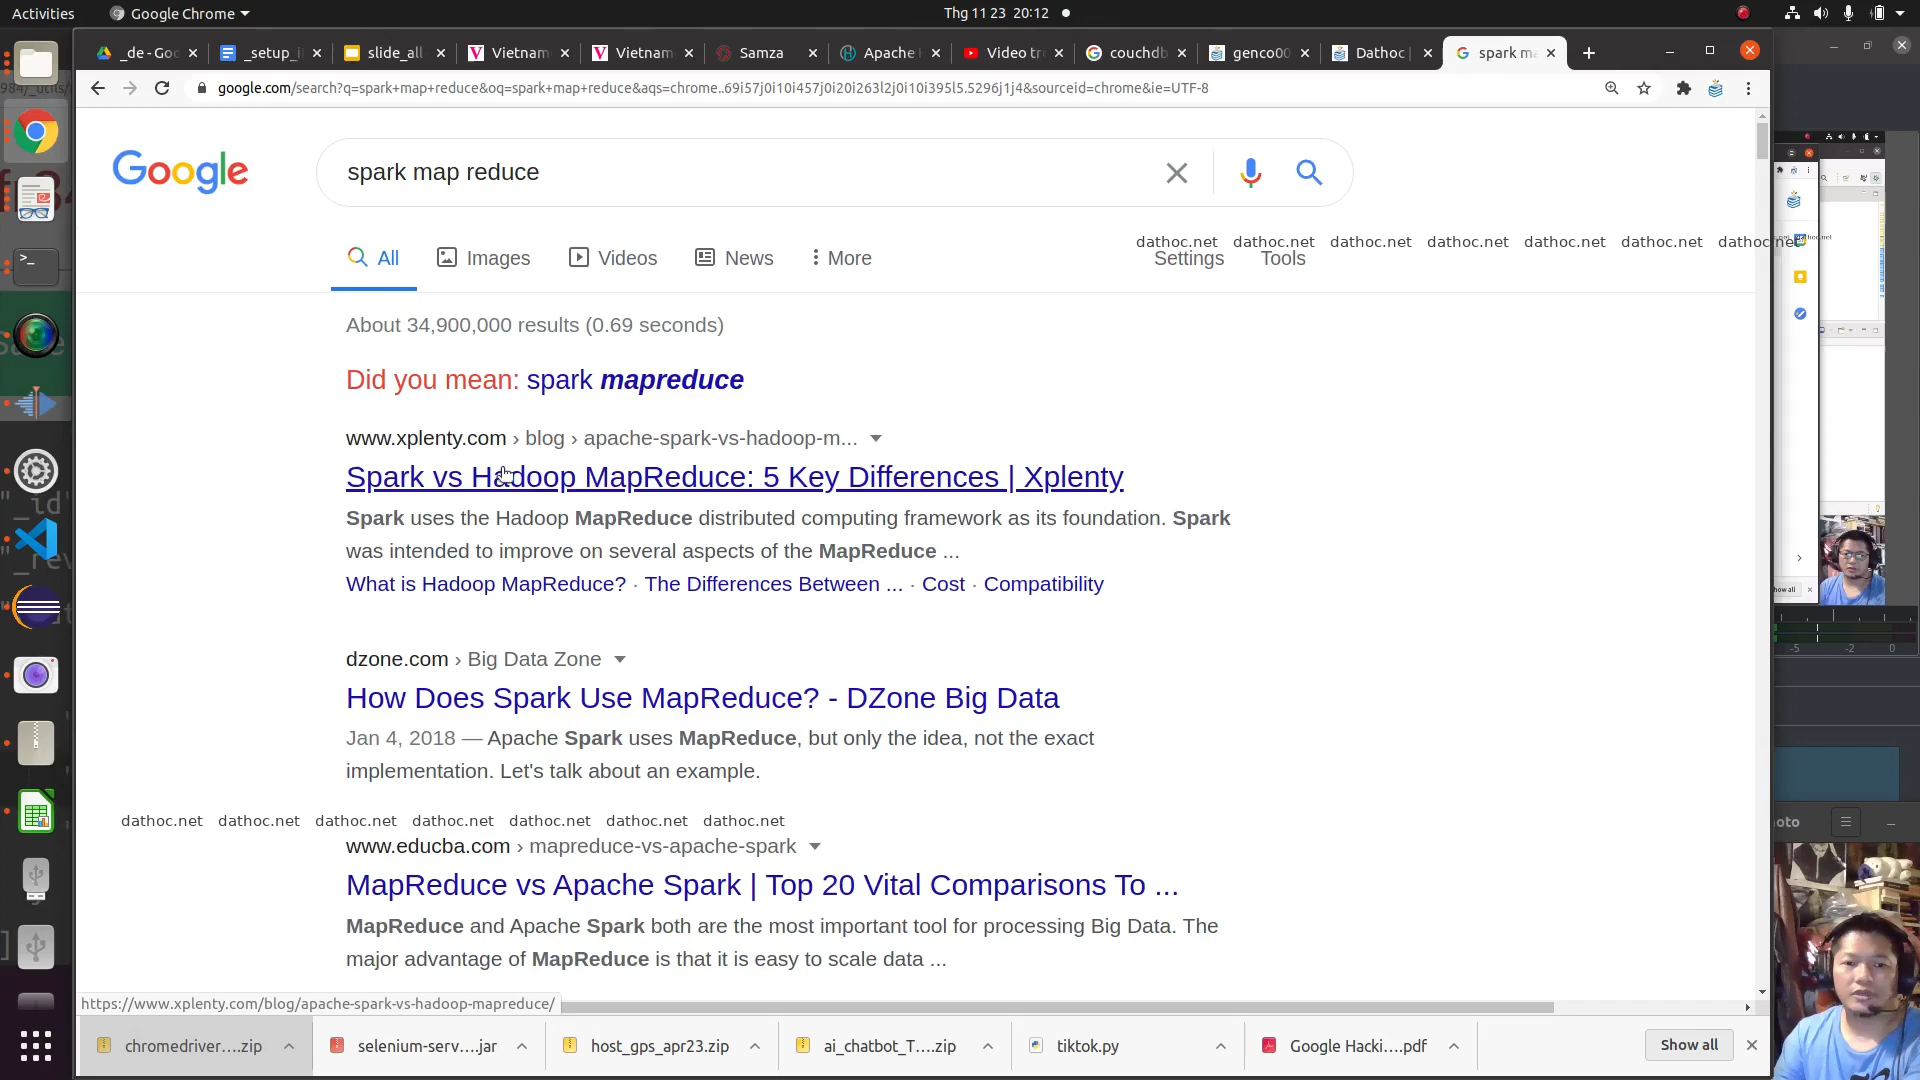 Activities Google Chrome Thg 11 23 20:12
_de - Goo _setup_i slide_all Vietnam Vietnam Samza Apache Video tre couchdb genco00 Dathoc spark ma
google.com/search?q=spark+map+reduce&oq=spark+map+reduce&aqs=chrome..69i57j0i10i457j0i20i263l2j0i10i395l5.5296j1j4&sourceid=chrome&ie=UTF-8
Google spark map reduce
dathoc.net dathoc.net dathoc.net dathoc.net dathoc.net dathoc.net dathoc.net
All Images Videos News More Settings Tools
About 34,900,000 results (0.69 seconds)
Did you mean: spark mapreduce
www.xplenty.com › blog › apache-spark-vs-hadoop-m...
Spark vs Hadoop MapReduce: 5 Key Differences | Xplenty
Spark uses the Hadoop MapReduce distributed computing framework as its foundation. Spark
was intended to improve on several aspects of the MapReduce ...
What is Hadoop MapReduce? · The Differences Between ... · Cost · Compatibility
dzone.com › Big Data Zone
How Does Spark Use MapReduce? - DZone Big Data
Jan 4, 2018 — Apache Spark uses MapReduce, but only the idea, not the exact
implementation. Let's talk about an example.
dathoc.net dathoc.net dathoc.net dathoc.net dathoc.net dathoc.net dathoc.net
www.educba.com › mapreduce-vs-apache-spark
MapReduce vs Apache Spark | Top 20 Vital Comparisons To ...
MapReduce and Apache Spark both are the most important tool for processing Big Data. The
major advantage of MapReduce is that it is easy to scale data ...
https://www.xplenty.com/blog/apache-spark-vs-hadoop-mapreduce/
chromedriver....zip selenium-serv....jar host_gps_apr23.zip ai_chatbot_T....zip tiktok.py Google Hacki....pdf Show all
-5 -2 0